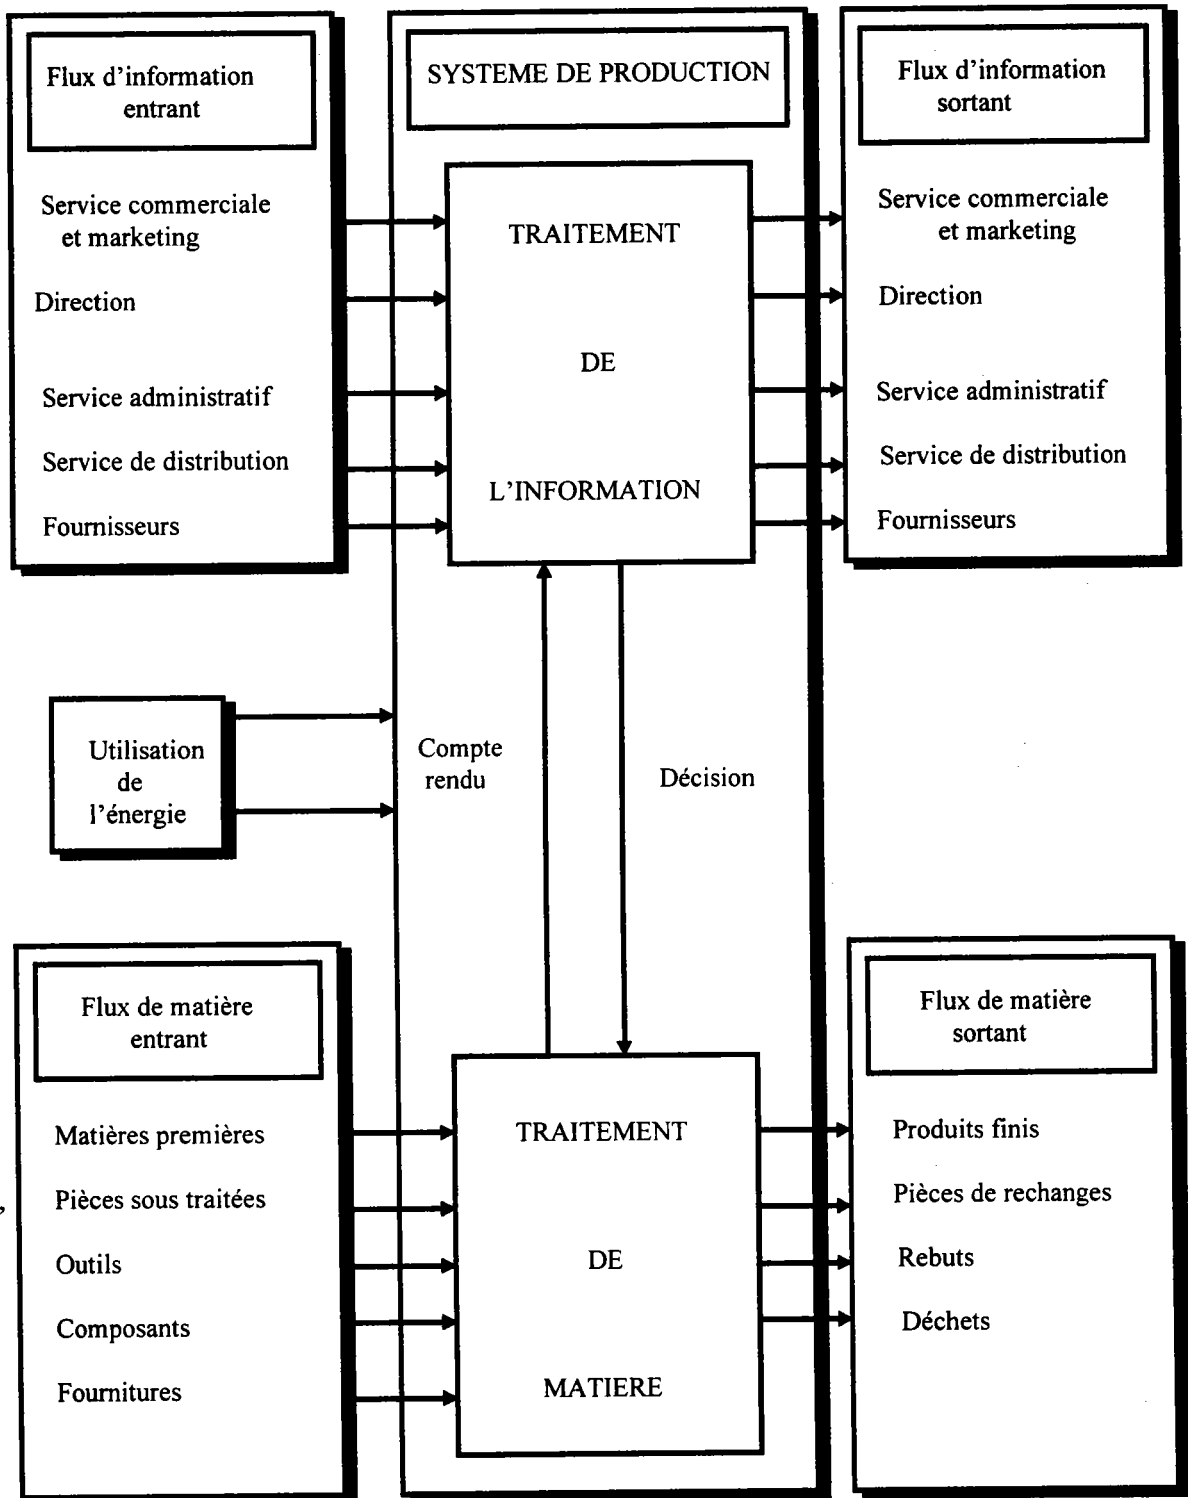 Flux d'information
entrant
Service commerciale
et marketing
Direction
Service administratif
Service de distribution
Fournisseurs
SYSTEME DE PRODUCTION
TRAITEMENT
DE
L'INFORMATION
Flux d'information
sortant
Service commerciale
et marketing
Direction
Service administratif
Service de distribution
Fournisseurs
Utilisation
de
l'énergie
Compte
rendu
Décision
Flux de matière
entrant
Matières premières
Pièces sous traitées
Outils
Composants
Fournitures
TRAITEMENT
DE
MATIERE
Flux de matière
sortant
Produits finis
Pièces de rechanges
Rebuts
Déchets